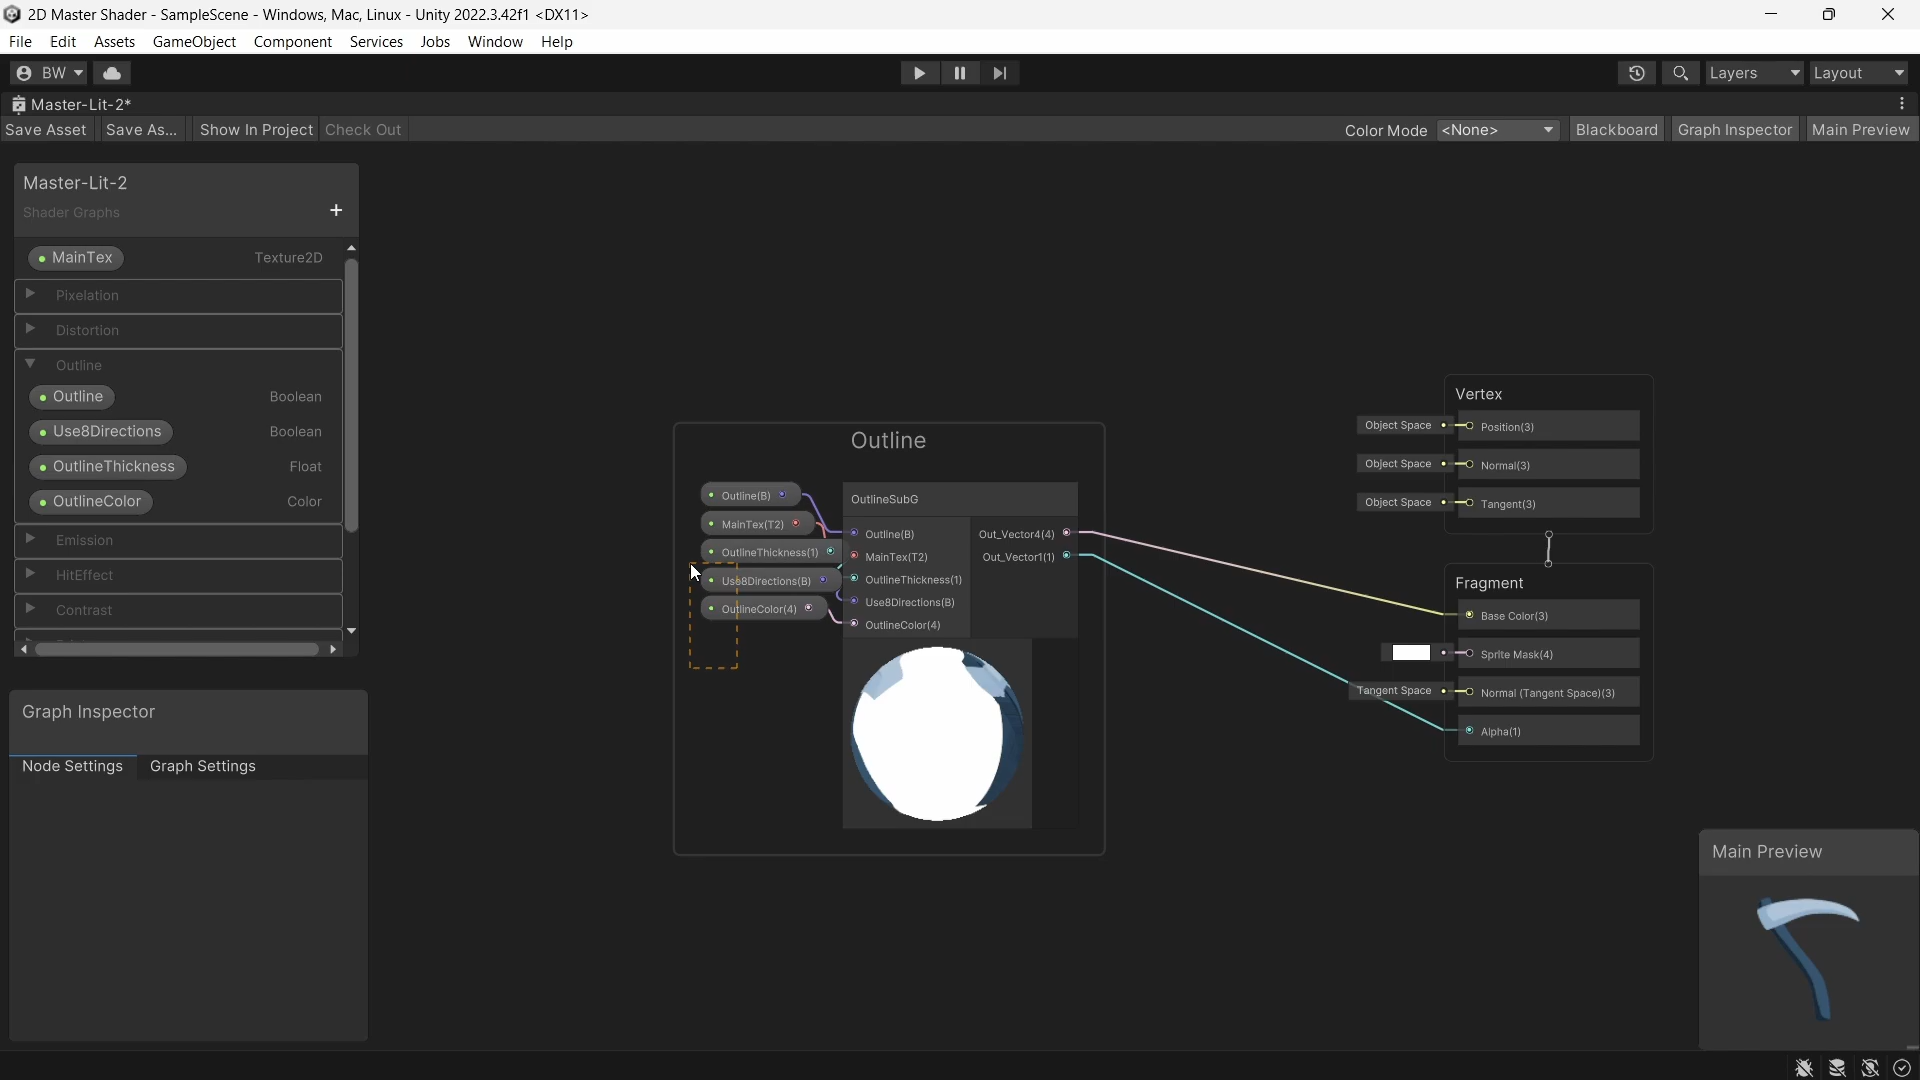 2D Master Shader - SampleScene - Windows, Mac, Linux - Unity 2022.3.42f1 <DX11>
File Edit Assets GameObject Component Services Jobs Window Help
BW Layers Layout
Master-Lit-2*
Save Asset Save As... Show In Project Check Out Color Mode <None> Blackboard Graph Inspector Main Preview
Master-Lit-2
Shader Graphs +
MainTex Texture2D
Pixelation
Distortion
Outline
Outline Boolean
Use8Directions Boolean
OutlineThickness Float
OutlineColor Color
Emission
HitEffect
Contrast
Graph Inspector
Node Settings Graph Settings
Outline
Outline(B)
MainTex(T2)
OutlineThickness(1)
Use8Directions(B)
OutlineColor(4)
OutlineSubG
Outline(B) Out_Vector4(4)
MainTex(T2) Out_Vector1(1)
OutlineThickness(1)
Use8Directions(B)
OutlineColor(4)
Vertex
Object Space Position(3)
Object Space Normal(3)
Object Space Tangent(3)
Fragment
Base Color(3)
Sprite Mask(4)
Tangent Space Normal (Tangent Space)(3)
Alpha(1)
Main Preview